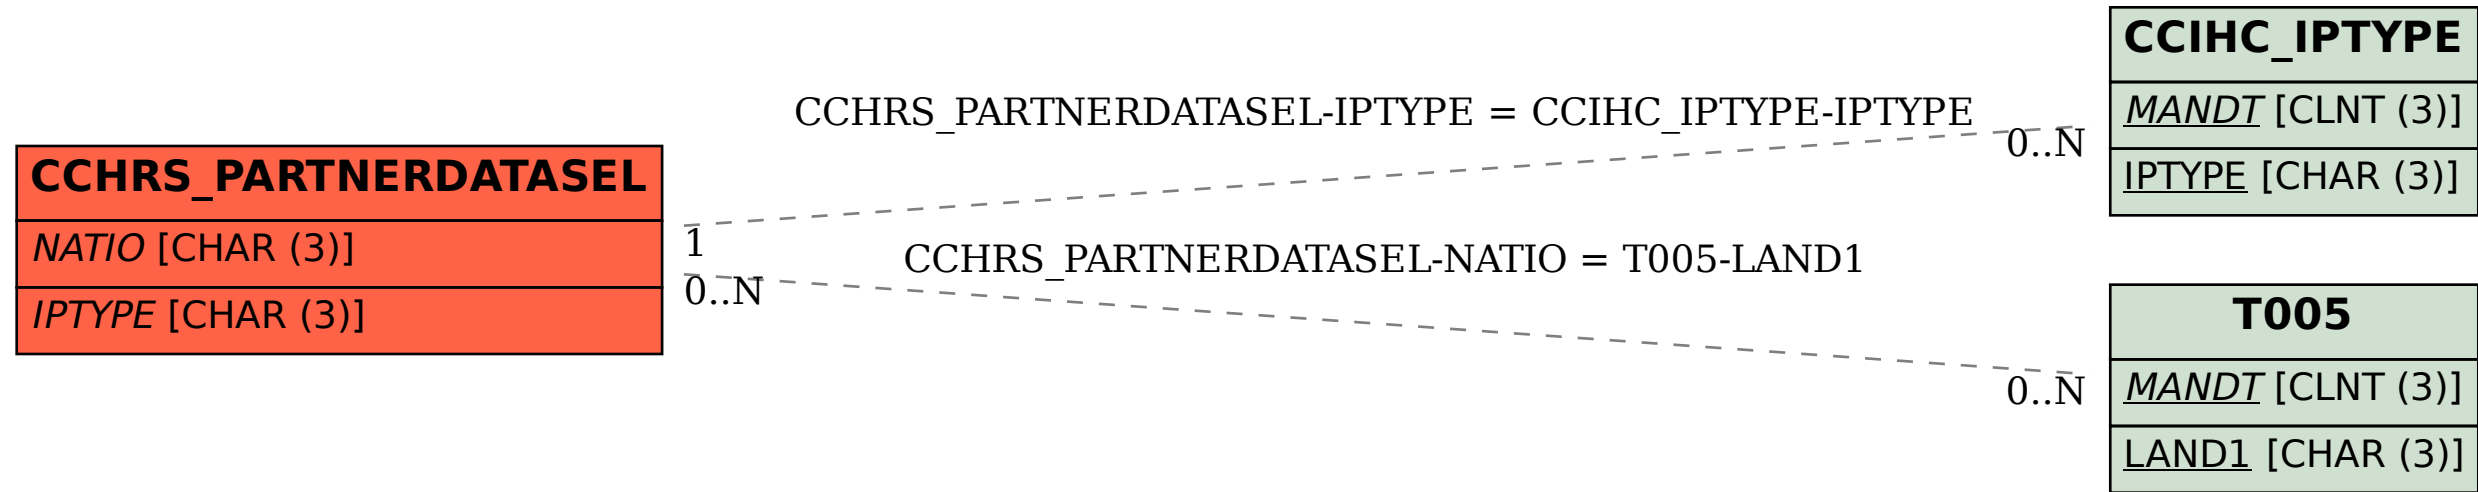 CCHRS_PARTNERDATASEL
NATIO [CHAR (3)]
IPTYPE [CHAR (3)]
CCHRS_PARTNERDATASEL-IPTYPE = CCIHC_IPTYPE-IPTYPE
1
0..N
CCHRS_PARTNERDATASEL-NATIO = T005-LAND1
0..N
0..N
CCIHC_IPTYPE
MANDT [CLNT (3)]
IPTYPE [CHAR (3)]
T005
MANDT [CLNT (3)]
LAND1 [CHAR (3)]